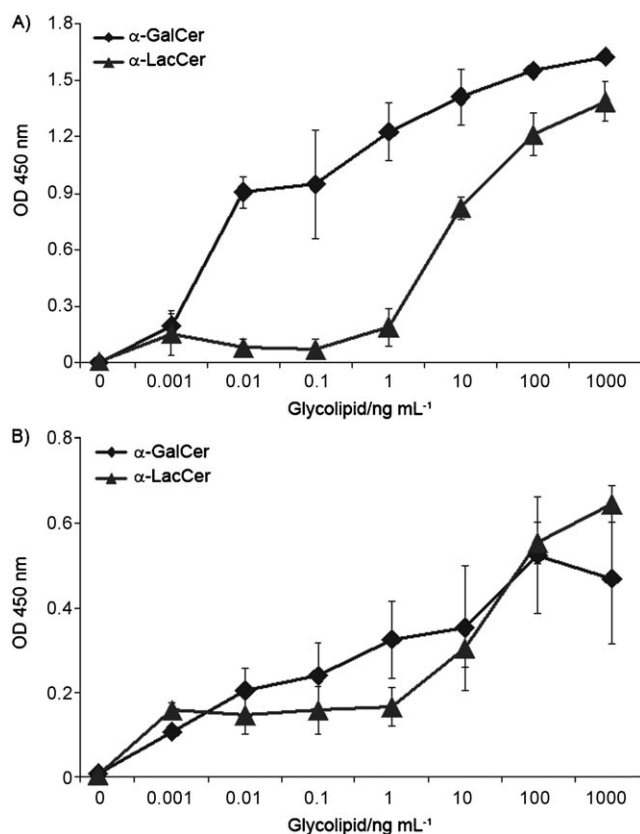 A)
α-GalCer
α-LacCer
OD 450 nm
1.8
1.5
1.2
0.9
0.6
0.3
0
0 0.001 0.01 0.1 1 10 100 1000
Glycolipid/ng mL⁻¹
B)
α-GalCer
α-LacCer
OD 450 nm
0.8
0.6
0.4
0.2
0
0 0.001 0.01 0.1 1 10 100 1000
Glycolipid/ng mL⁻¹